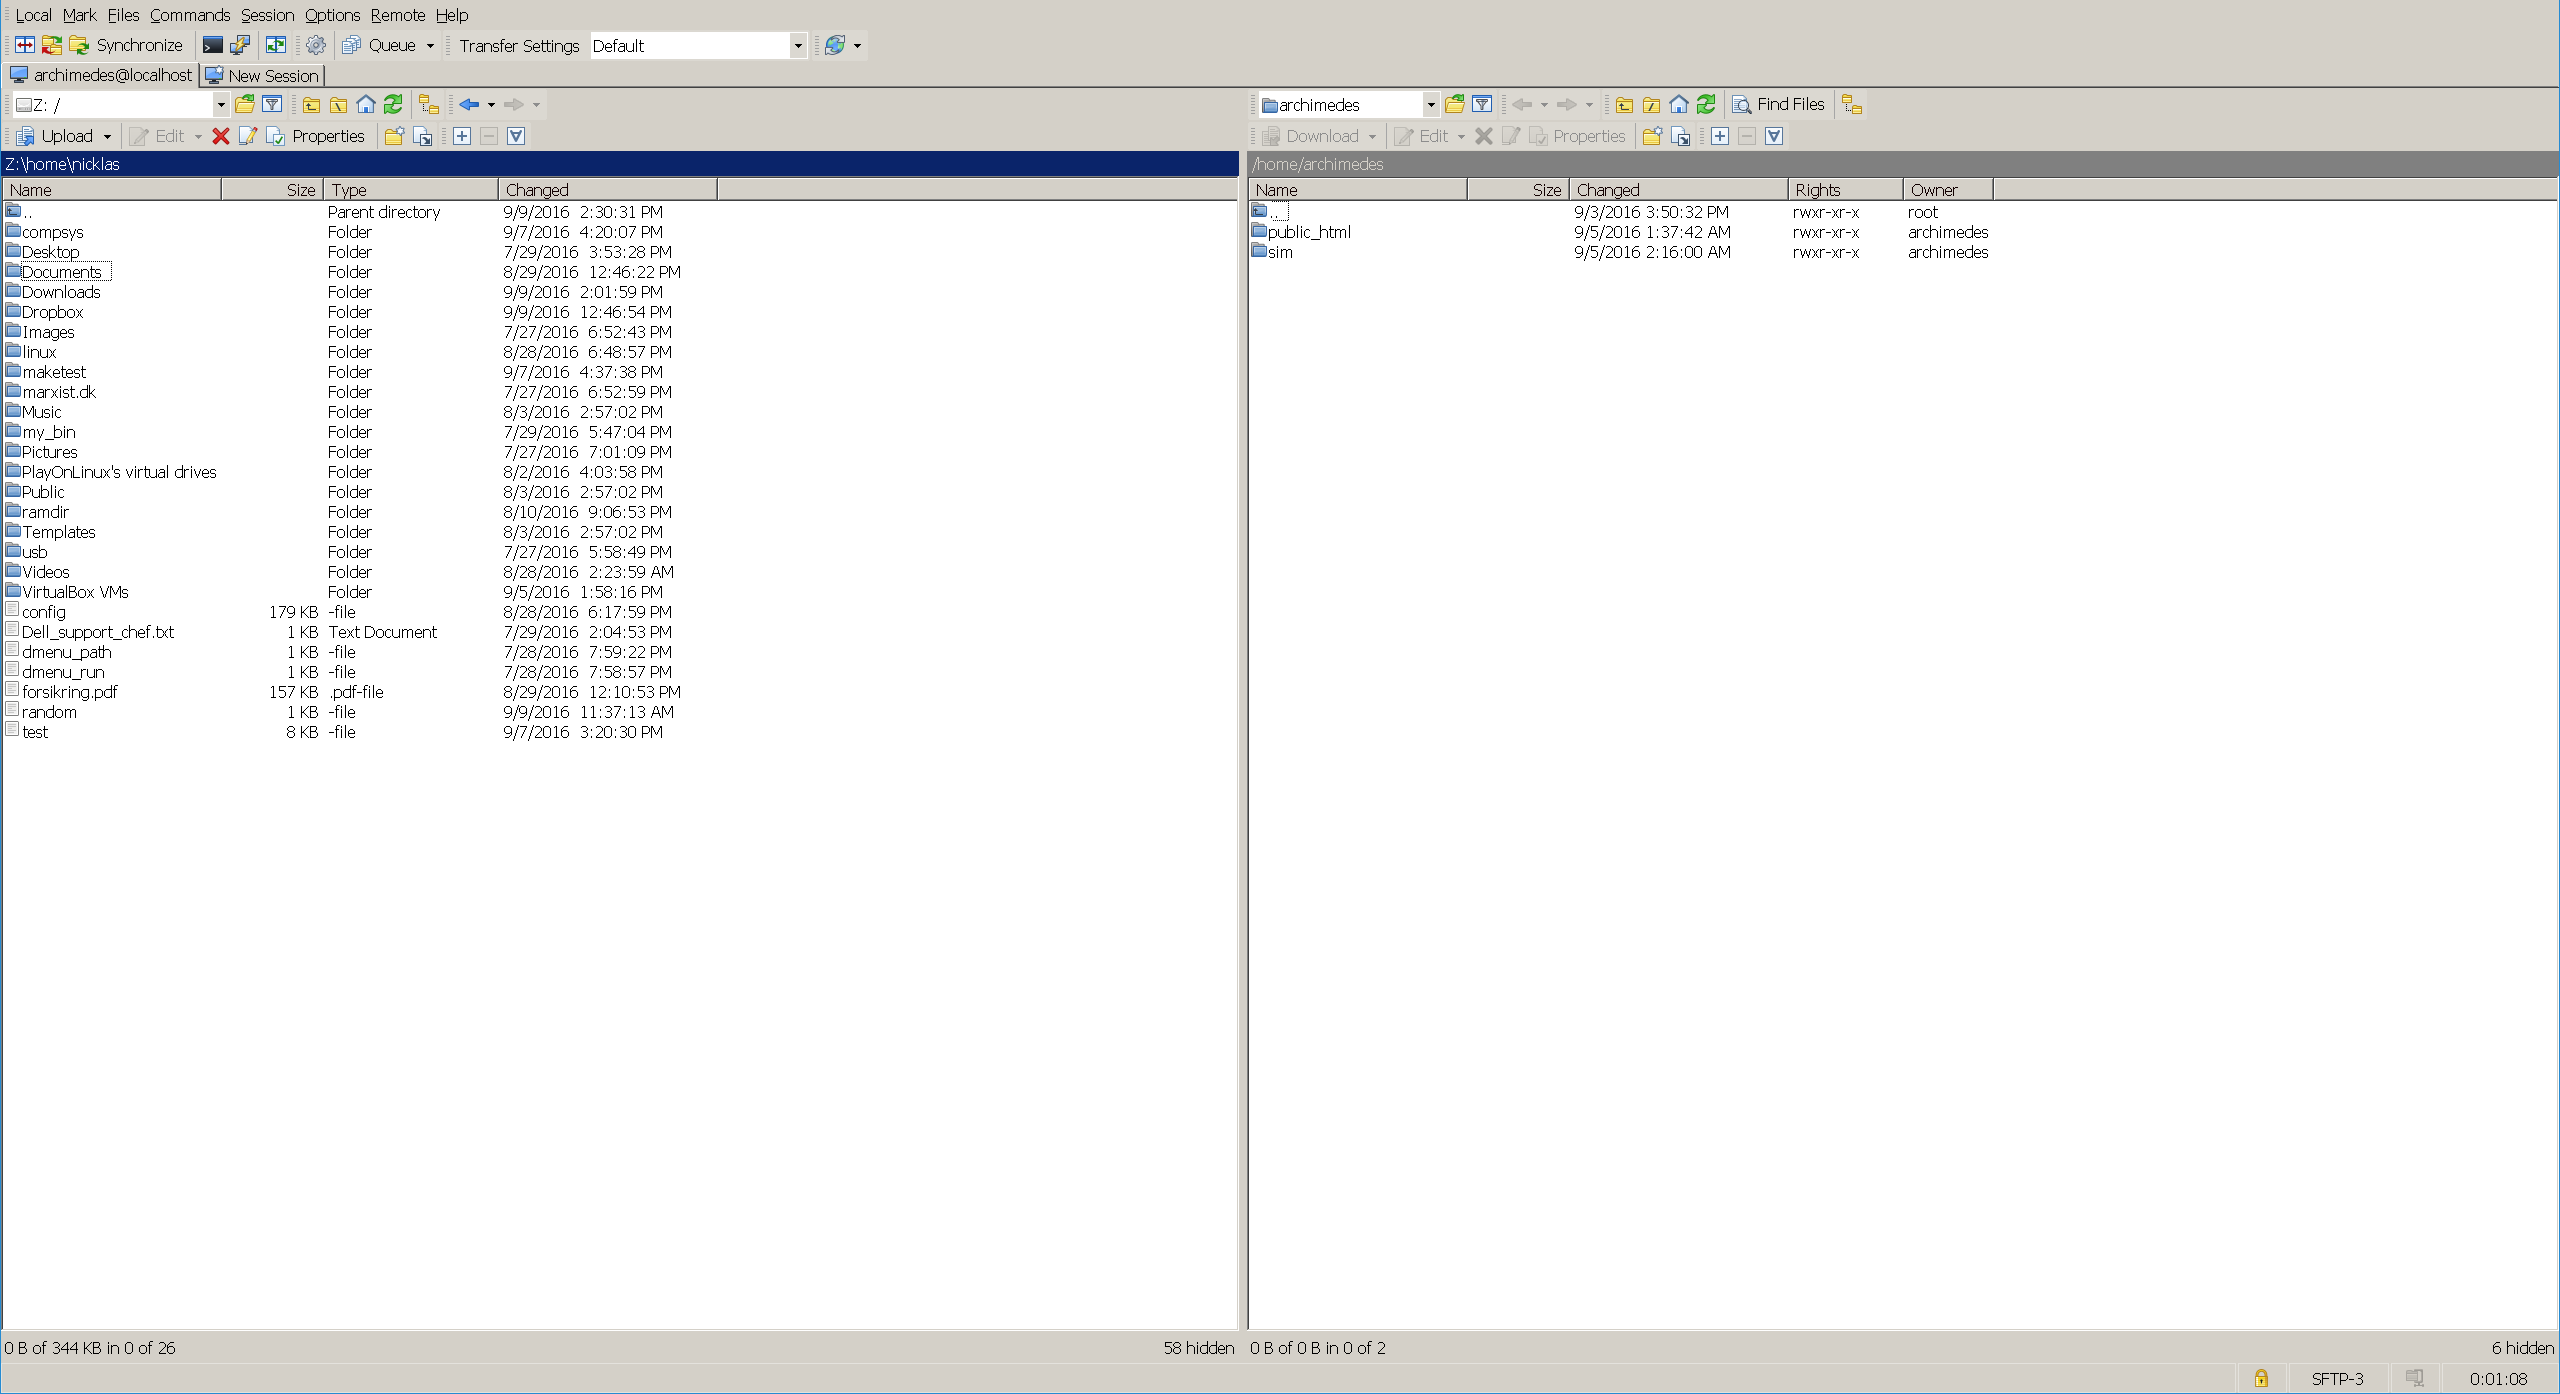 Local Mark Files Commands Session Options Remote Help
Synchronize Queue Transfer Settings Default
archimedes@localhost New Session
Z: /
archimedes Find Files
Upload Edit Properties
Download Edit Properties
Z:\home\nicklas
Name Size Type Changed
.. Parent directory 9/9/2016 2:30:31 PM
compsys Folder 9/7/2016 4:20:07 PM
Desktop Folder 7/29/2016 3:53:28 PM
Documents Folder 8/29/2016 12:46:22 PM
Downloads Folder 9/9/2016 2:01:59 PM
Dropbox Folder 9/9/2016 12:46:54 PM
Images Folder 7/27/2016 6:52:43 PM
linux Folder 8/28/2016 6:48:57 PM
maketest Folder 9/7/2016 4:37:38 PM
marxist.dk Folder 7/27/2016 6:52:59 PM
Music Folder 8/3/2016 2:57:02 PM
my_bin Folder 7/29/2016 5:47:04 PM
Pictures Folder 7/27/2016 7:01:09 PM
PlayOnLinux's virtual drives Folder 8/2/2016 4:03:58 PM
Public Folder 8/3/2016 2:57:02 PM
ramdir Folder 8/10/2016 9:06:53 PM
Templates Folder 8/3/2016 2:57:02 PM
usb Folder 7/27/2016 5:58:49 PM
Videos Folder 8/28/2016 2:23:59 AM
VirtualBox VMs Folder 9/5/2016 1:58:16 PM
config 179 KB -file 8/28/2016 6:17:59 PM
Dell_support_chef.txt 1 KB Text Document 7/29/2016 2:04:53 PM
dmenu_path 1 KB -file 7/28/2016 7:59:22 PM
dmenu_run 1 KB -file 7/28/2016 7:58:57 PM
forsikring.pdf 157 KB .pdf-file 8/29/2016 12:10:53 PM
random 1 KB -file 9/9/2016 11:37:13 AM
test 8 KB -file 9/7/2016 3:20:30 PM
0 B of 344 KB in 0 of 26 58 hidden
/home/archimedes
Name Size Changed Rights Owner
.. 9/3/2016 3:50:32 PM rwxr-xr-x root
public_html 9/5/2016 1:37:42 AM rwxr-xr-x archimedes
sim 9/5/2016 2:16:00 AM rwxr-xr-x archimedes
0 B of 0 B in 0 of 2 6 hidden
SFTP-3 0:01:08